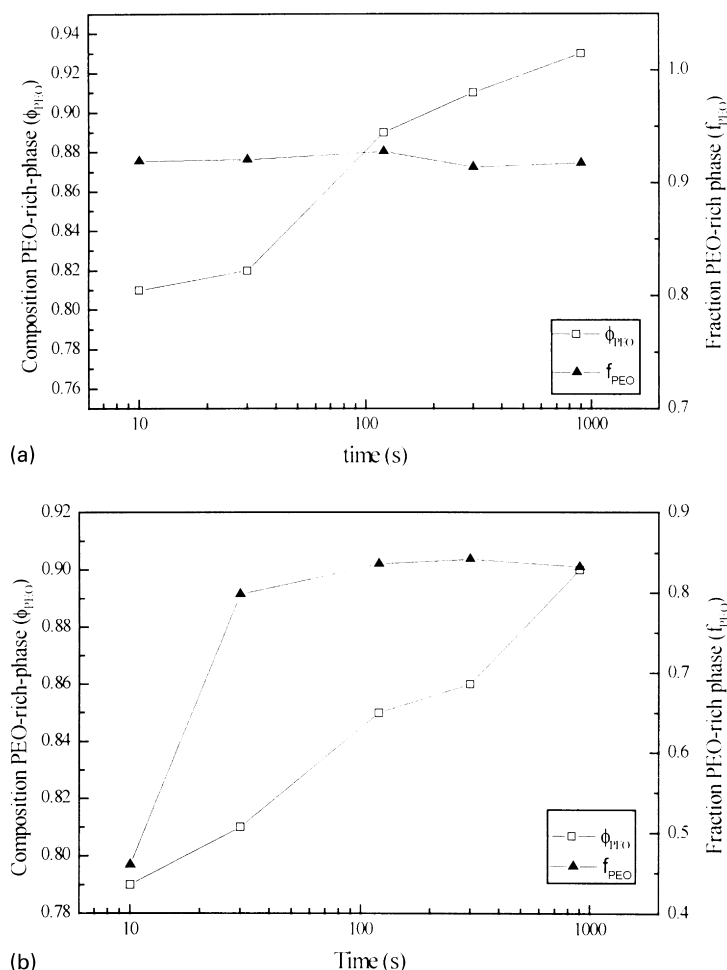 0.94
0.92
0.90
0.88
0.86
0.84
0.82
0.80
0.78
0.76
Composition PEO-rich-phase (ϕPEO)
1.0
0.9
0.8
0.7
Fraction PEO-rich phase (fPEO)
ϕPEO
fPEO
10
100
1000
time (s)
(a)
0.92
0.90
0.88
0.86
0.84
0.82
0.80
0.78
Composition PEO-rich-phase (ϕPEO)
0.9
0.8
0.7
0.6
0.5
0.4
Fraction PEO-rich phase (fPEO)
ϕPEO
fPEO
10
100
1000
Time (s)
(b)